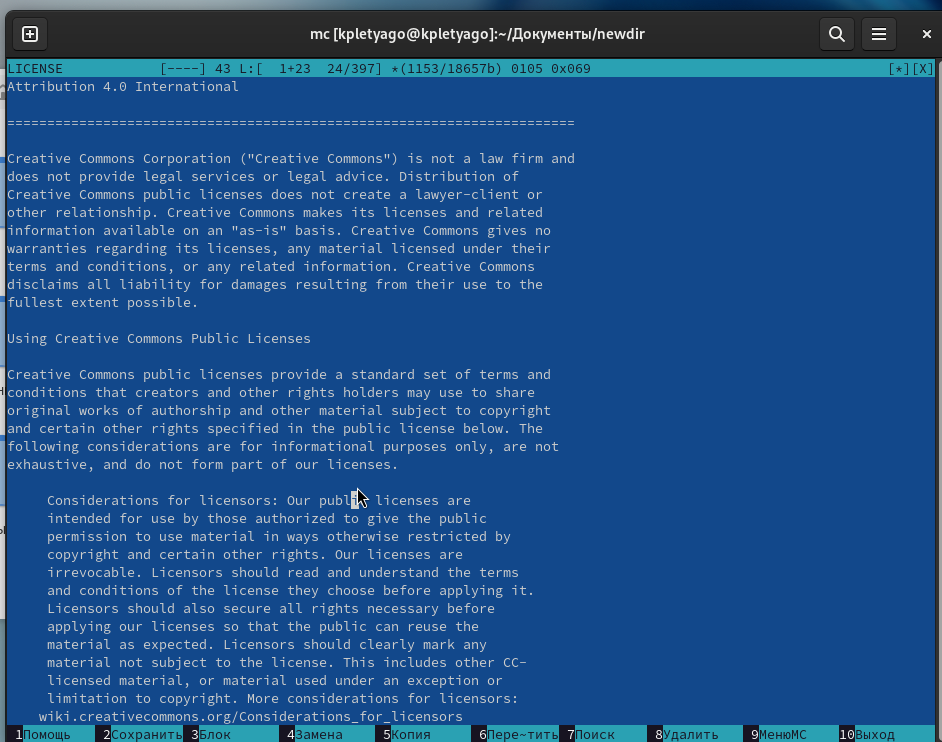 mc [kpletyago@kpletyago]:~/Документы/newdir
LICENSE [----] 43 L:[ 1+23 24/397] *(1153/18657b) 0105 0x069 [*][X]
Attribution 4.0 International
=======================================================================
Creative Commons Corporation ("Creative Commons") is not a law firm and
does not provide legal services or legal advice. Distribution of
Creative Commons public licenses does not create a lawyer-client or
other relationship. Creative Commons makes its licenses and related
information available on an "as-is" basis. Creative Commons gives no
warranties regarding its licenses, any material licensed under their
terms and conditions, or any related information. Creative Commons
disclaims all liability for damages resulting from their use to the
fullest extent possible.
Using Creative Commons Public Licenses
Creative Commons public licenses provide a standard set of terms and
conditions that creators and other rights holders may use to share
original works of authorship and other material subject to copyright
and certain other rights specified in the public license below. The
following considerations are for informational purposes only, are not
exhaustive, and do not form part of our licenses.
Considerations for licensors: Our public licenses are
intended for use by those authorized to give the public
permission to use material in ways otherwise restricted by
copyright and certain other rights. Our licenses are
irrevocable. Licensors should read and understand the terms
and conditions of the license they choose before applying it.
Licensors should also secure all rights necessary before
applying our licenses so that the public can reuse the
material as expected. Licensors should clearly mark any
material not subject to the license. This includes other CC-
licensed material, or material used under an exception or
limitation to copyright. More considerations for licensors:
wiki.creativecommons.org/Considerations_for_licensors
1Помощь 2Сохранить 3Блок 4Замена 5Копия 6Пере~тить 7Поиск 8Удалить 9МенюMC 10Выход